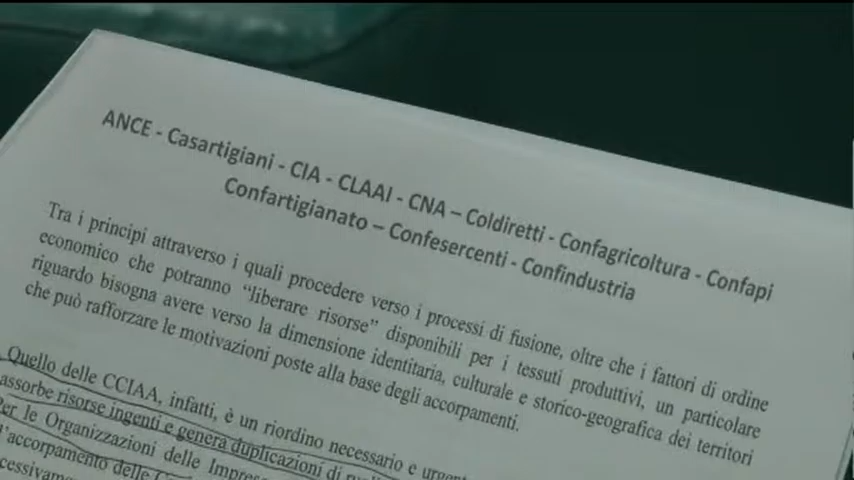 ANCE - Casartigiani - CIA - CLAAI - CNA – Coldiretti - Confagricoltura - Confapi
Confartigianato – Confesercenti - Confindustria
Tra i principi attraverso i quali procedere verso i processi di fusione, oltre che i fattori di ordine
economico che potranno “liberare risorse” disponibili per i tessuti produttivi, un particolare
riguardo bisogna avere verso la dimensione identitaria, culturale e storico-geografica dei territori
che può rafforzare le motivazioni poste alla base degli accorpamenti.
Quello delle CCIAA, infatti, è un riordino necessario e
assorbe risorse ingenti e genera duplicazioni di
Per le Organizzazioni delle
l’accorpamento delle